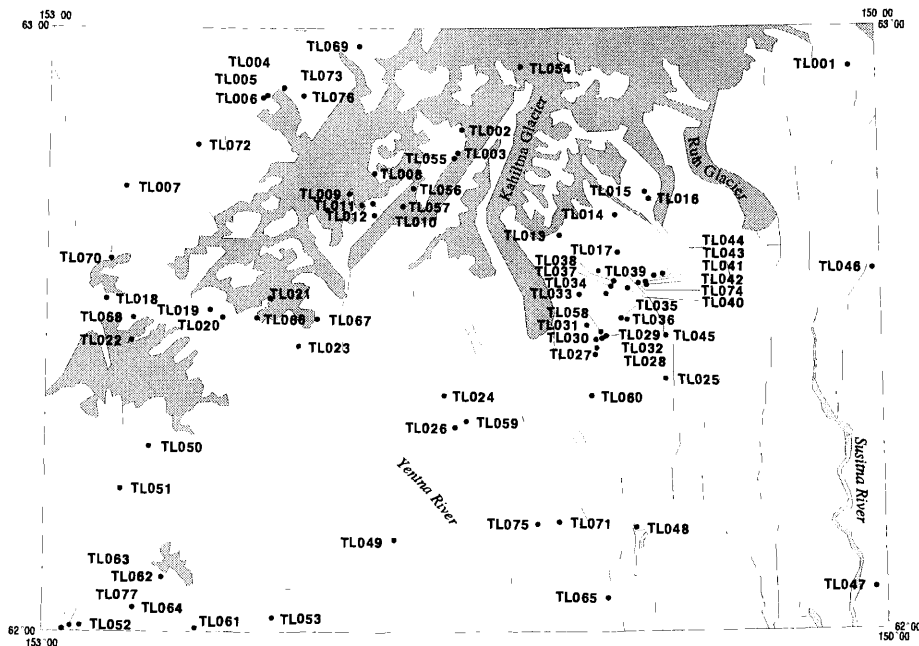 153 00
63 00
150 00
63 00
TL069
TL001
TL004
TL005
TL073
TL054
TL006
TL076
TL002
TL072
TL003
TL055
TL008
Kahiltna Glacier
Ruth Glacier
TL007
TL009
TL056
TL015
TL016
TL011
TL057
TL012
TL010
TL014
TL013
TL017
TL044
TL043
TL041
TL042
TL074
TL040
TL070
TL038
TL037
TL039
TL046
TL034
TL018
TL021
TL033
TL019
TL035
TL068
TL020
TL066
TL067
TL058
TL036
TL031
TL022
TL030
TL029
TL045
TL023
TL032
TL027
TL028
TL025
TL024
TL060
TL026
TL059
TL050
Yentna River
Susitna River
TL051
TL075
TL071
TL048
TL049
TL063
TL062
TL047
TL077
TL064
TL065
TL052
TL061
TL053
62 00
153 00
62 00
150 00